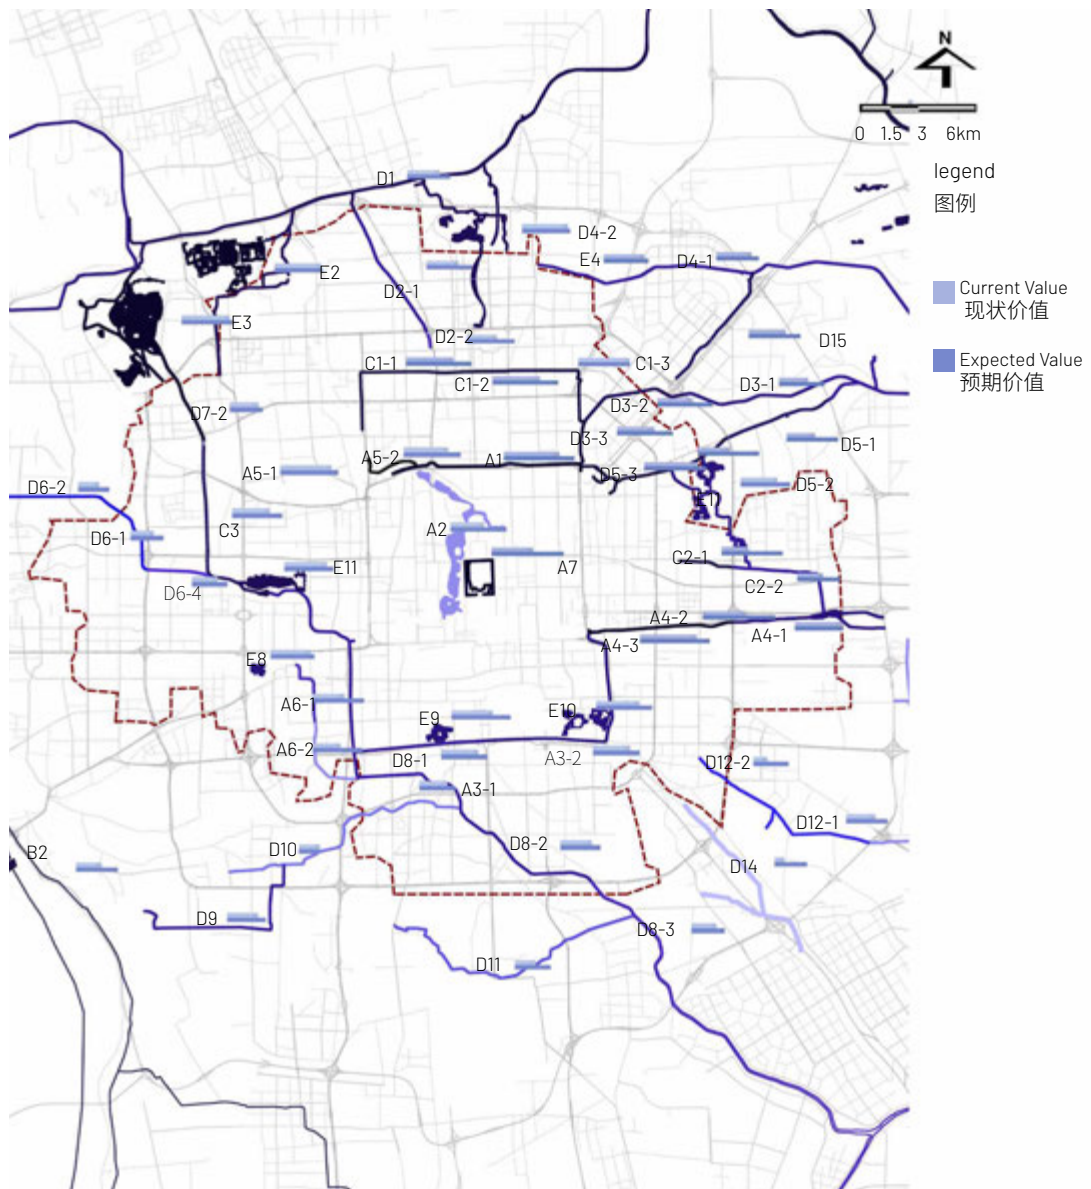 N
0 1.5 3 6km
legend
图例
Current Value
现状价值
Expected Value
预期价值
D1
D4-2
E4
D4-1
E2
D2-1
E3
D2-2
D15
C1-1
C1-3
C1-2
D3-1
D7-2
D3-2
D3-3
D5-1
A5-2
A1
A5-1
D5-3
D6-2
D5-2
C3
A2
D6-1
C2-1
E11
A7
C2-2
D6-4
A4-2
A4-1
A4-3
E8
A6-1
E9
E10
A6-2
D8-1
A3-2
D12-2
A3-1
D12-1
D8-2
B2
D10
D14
D9
D8-3
D11